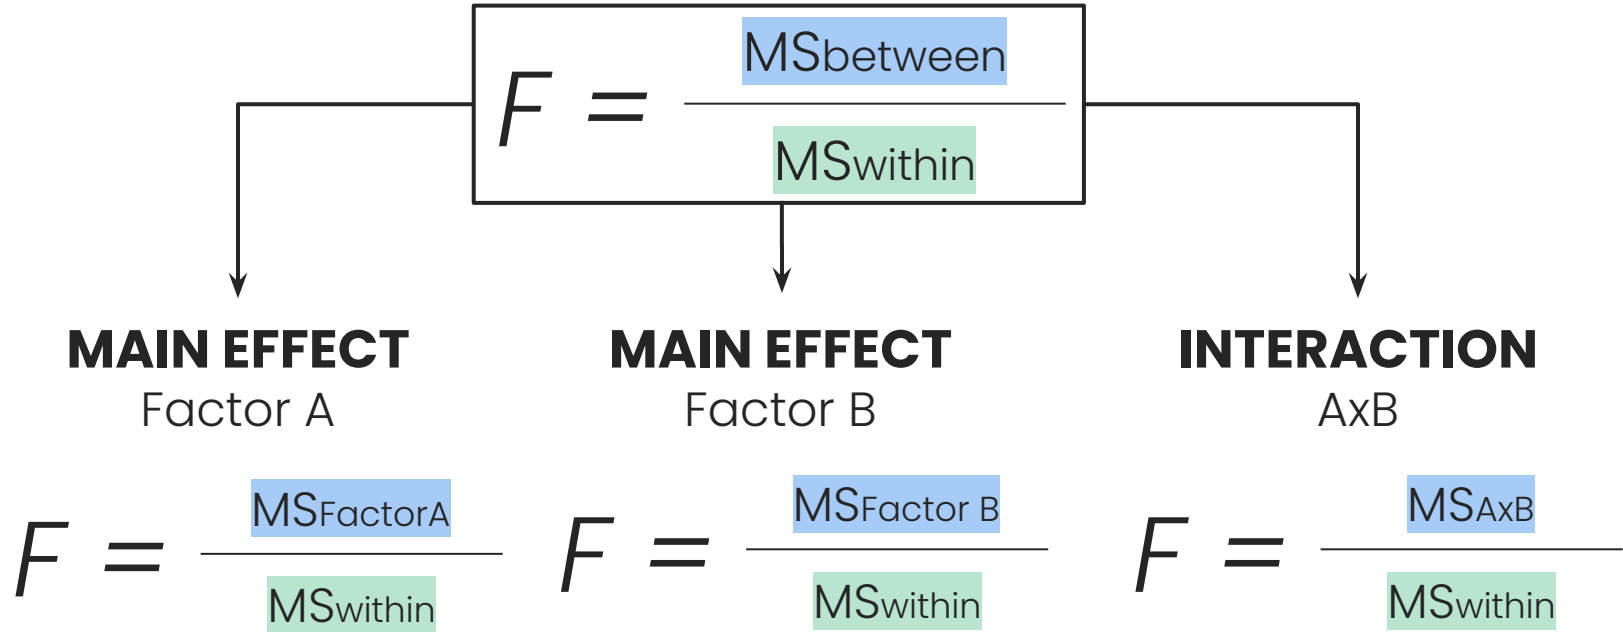 F = MSbetween
MSwithin
MAIN EFFECT
Factor A
F = MSFactorA
MSwithin
MAIN EFFECT
Factor B
F = MSFactor B
MSwithin
INTERACTION
AxB
F = MSAxB
MSwithin